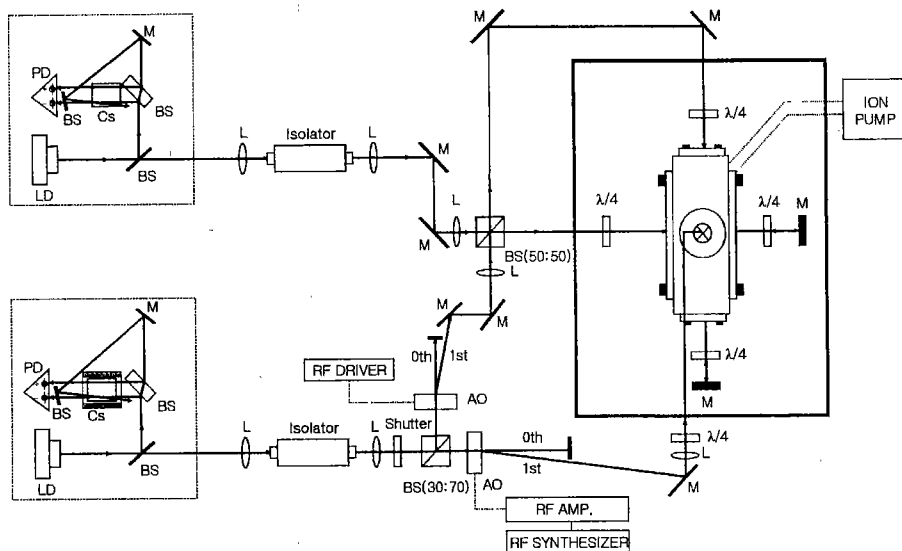 M
M
M
PD
BS
Cs
BS
LD
BS
L
Isolator
L
M
M
L
BS(50:50)
L
λ/4
ION
PUMP
λ/4
λ/4
M
λ/4
M
M
M
0th
1st
RF DRIVER
AO
M
PD
BS
Cs
BS
LD
BS
L
Isolator
L
Shutter
BS(30:70)
AO
0th
1st
λ/4
L
M
RF AMP.
RF SYNTHESIZER